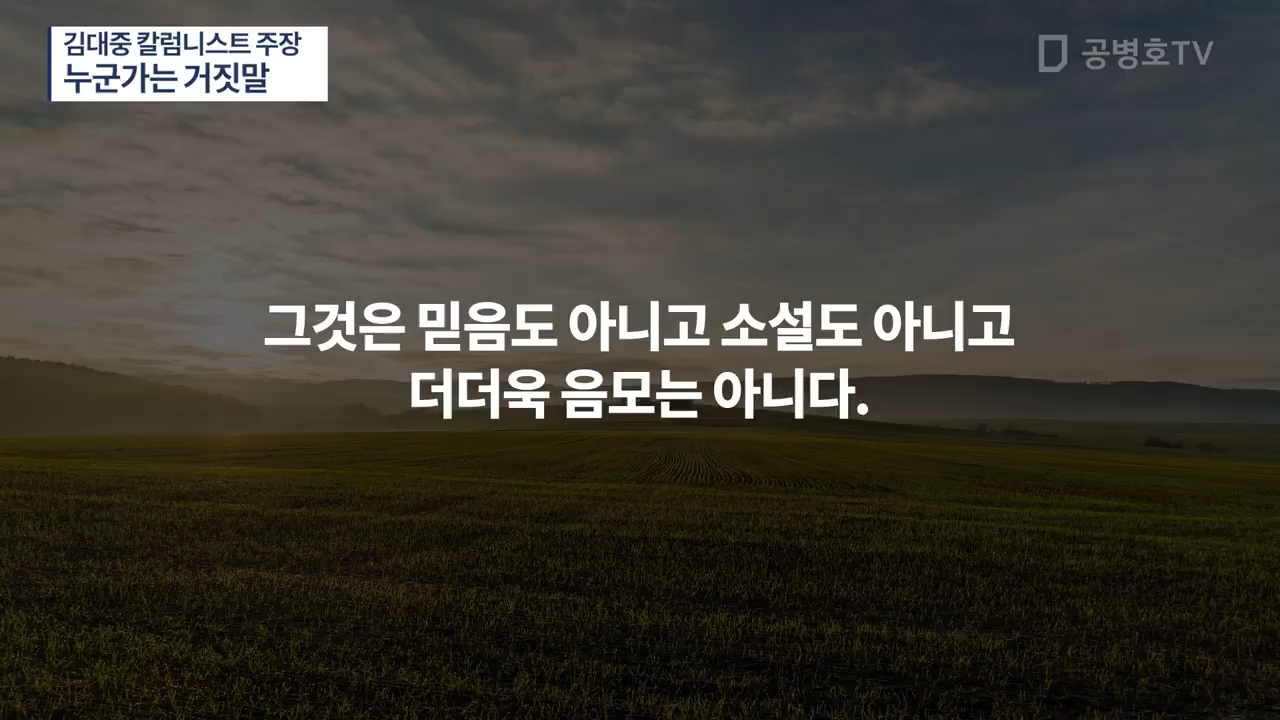 김대중 칼럼니스트 주장
누군가는 거짓말
공병호TV
그것은 믿음도 아니고 소설도 아니고
더더욱 음모는 아니다.